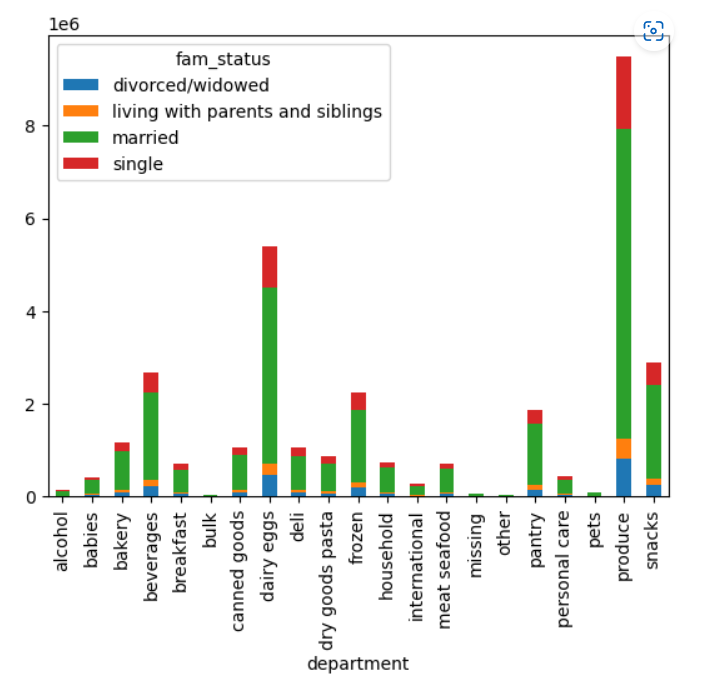 1e6
fam_status
divorced/widowed
living with parents and siblings
married
single
8
6
4
2
0
alcohol
babies
bakery
beverages
breakfast
bulk
canned goods
dairy eggs
deli
dry goods pasta
frozen
household
international
meat seafood
missing
other
pantry
personal care
pets
produce
snacks
department